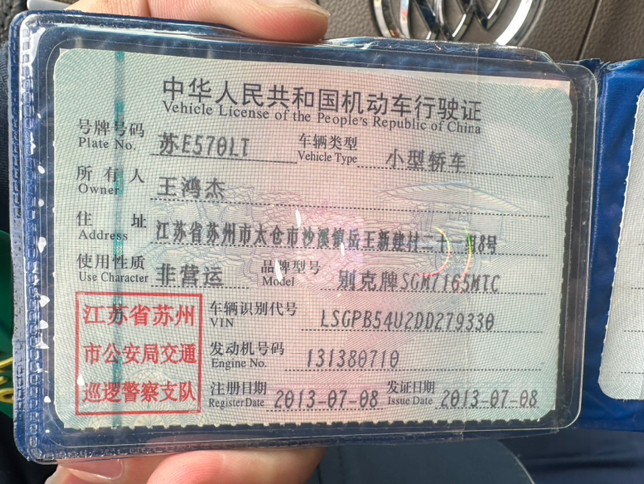 中华人民共和国机动车行驶证
Vehicle License of the People's Republic of China
号牌号码 Plate No. 苏E570LT 车辆类型 Vehicle Type 小型轿车
所有人 Owner 王鸿杰
住址 Address 江苏省苏州市太仓市沙溪镇岳王新建村二十 组8号
使用性质 Use Character 非营运 品牌型号 Model 别克牌SGM7165MTC
江苏省苏州 车辆识别代号 VIN LSGPB54U2DD279330
市公安局交通 发动机号码 Engine No. 131380710
巡逻警察支队 注册日期 Register Date 2013-07-08 发证日期 Issue Date 2013-07-08